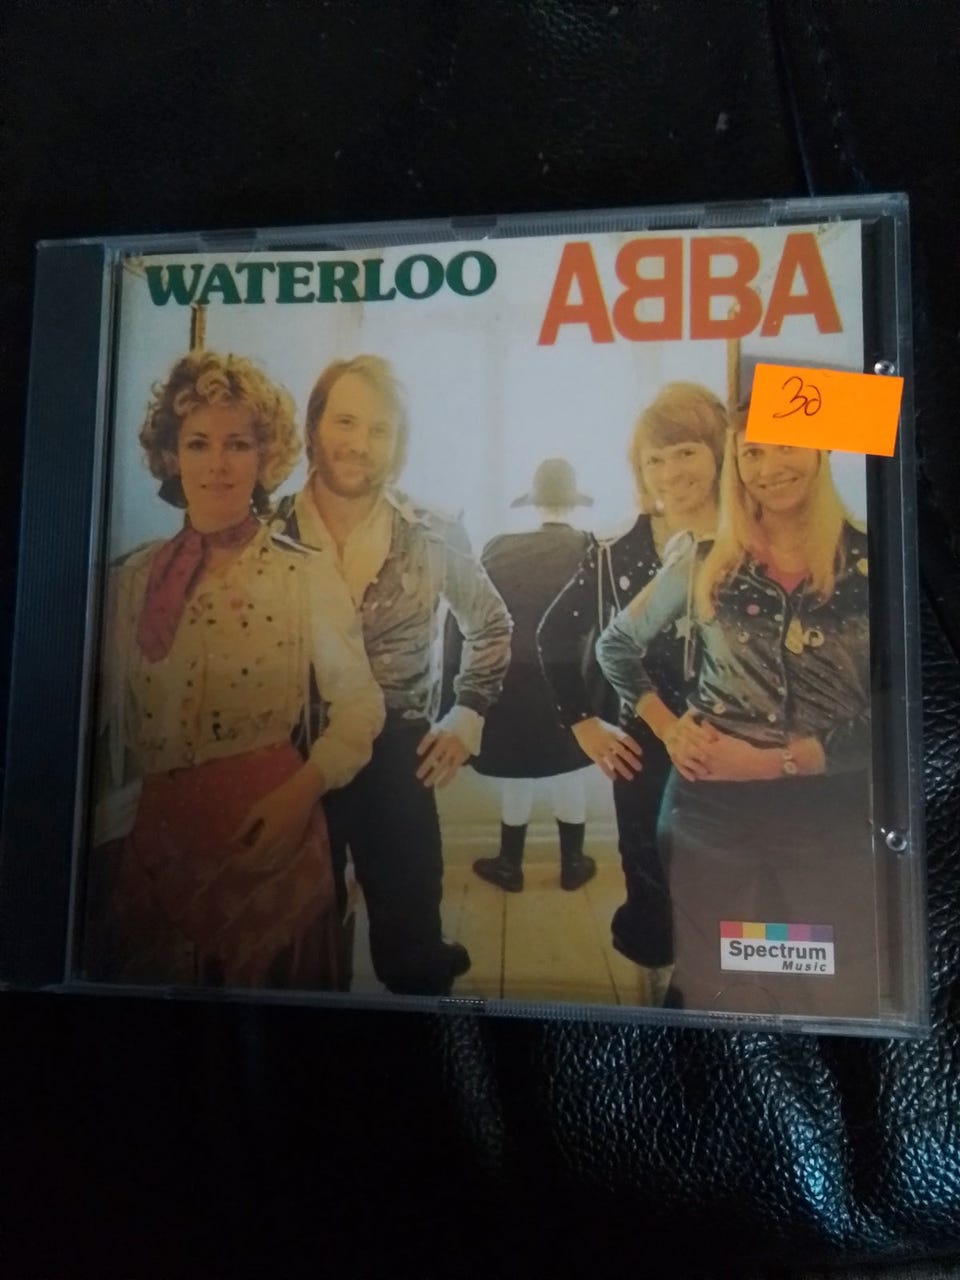 WATERLOO
ABBA
30
Spectrum
Music